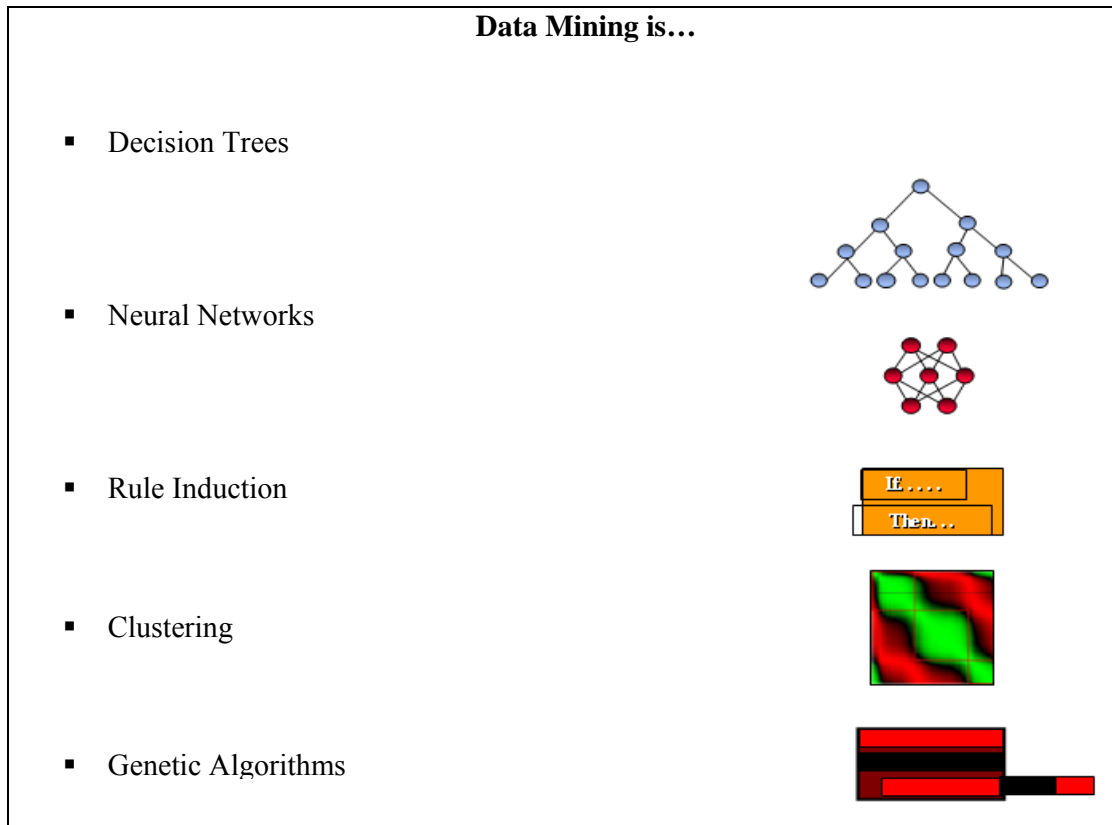 Data Mining is…
▪ Decision Trees
▪ Neural Networks
▪ Rule Induction
If.....
Then...
▪ Clustering
▪ Genetic Algorithms